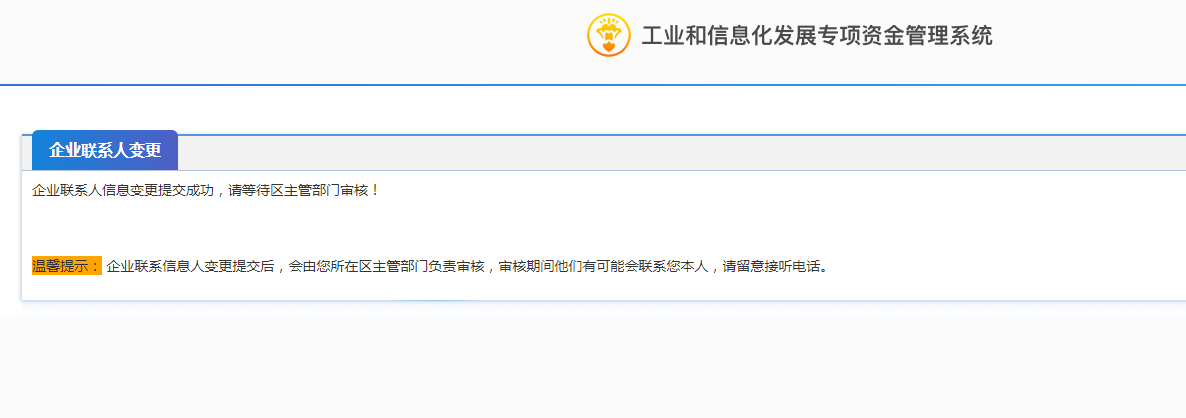 工业和信息化发展专项资金管理系统
企业联系人变更
企业联系人信息变更提交成功，请等待区主管部门审核！
温馨提示： 企业联系信息人变更提交后，会由您所在区主管部门负责审核，审核期间他们有可能会联系您本人，请留意接听电话。